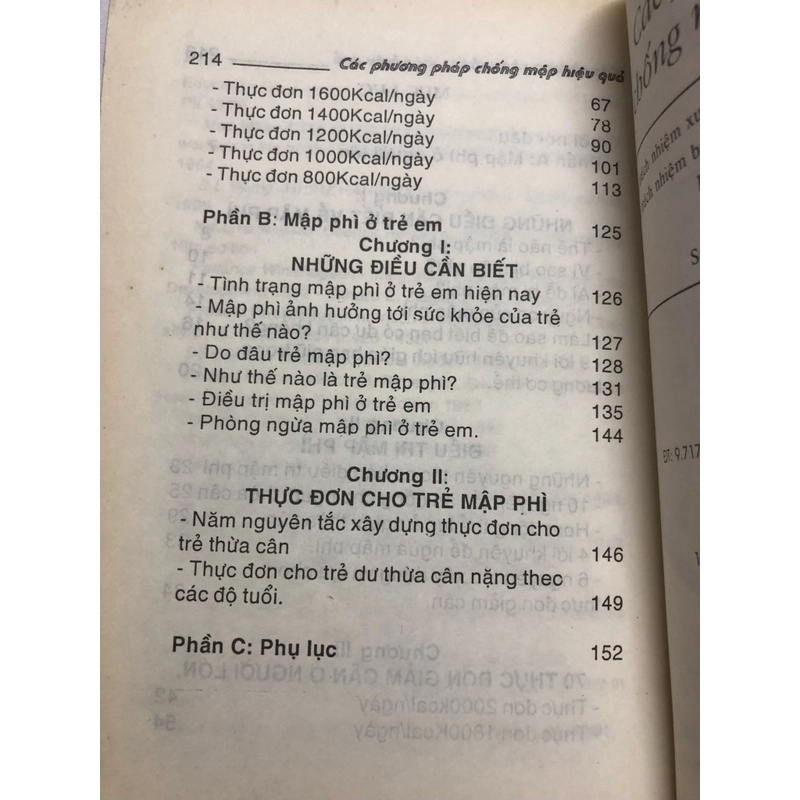 214 Các phương pháp chống mập hiệu quả
- Thực đơn 1600Kcal/ngày 67
- Thực đơn 1400Kcal/ngày 78
- Thực đơn 1200Kcal/ngày 90
- Thực đơn 1000Kcal/ngày 101
- Thực đơn 800Kcal/ngày 113
Phần B: Mập phì ở trẻ em 125
Chương I:
NHỮNG ĐIỀU CẦN BIẾT
- Tình trạng mập phì ở trẻ em hiện nay 126
- Mập phì ảnh hưởng tới sức khỏe của trẻ
như thế nào? 127
- Do đâu trẻ mập phì? 128
- Như thế nào là trẻ mập phì? 131
- Điều trị mập phì ở trẻ em 135
- Phòng ngừa mập phì ở trẻ em. 144
Chương II:
THỰC ĐƠN CHO TRẺ MẬP PHÌ
- Năm nguyên tắc xây dựng thực đơn cho
trẻ thừa cân 146
- Thực đơn cho trẻ dư thừa cân nặng theo
các độ tuổi. 149
Phần C: Phụ lục 152
chống
nhiệm
nhiệm
ĐT: 9.717